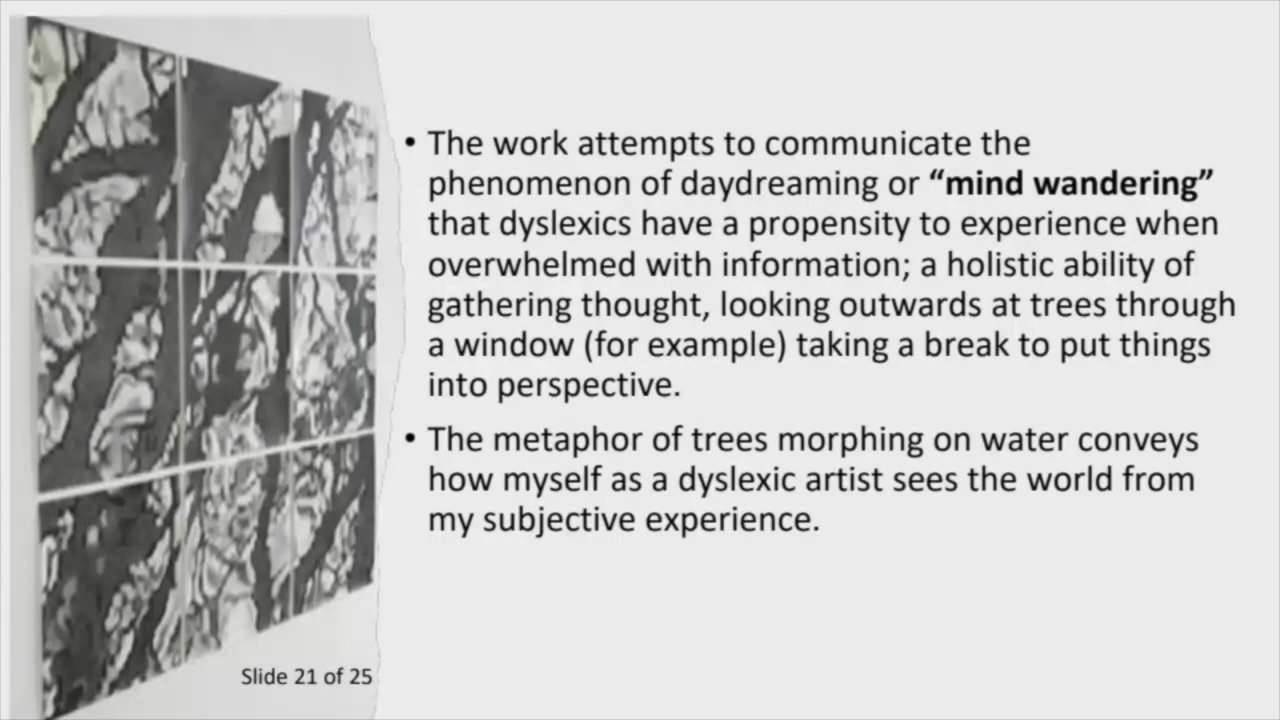 • The work attempts to communicate the
phenomenon of daydreaming or “mind wandering”
that dyslexics have a propensity to experience when
overwhelmed with information; a holistic ability of
gathering thought, looking outwards at trees through
a window (for example) taking a break to put things
into perspective.
• The metaphor of trees morphing on water conveys
how myself as a dyslexic artist sees the world from
my subjective experience.
Slide 21 of 25